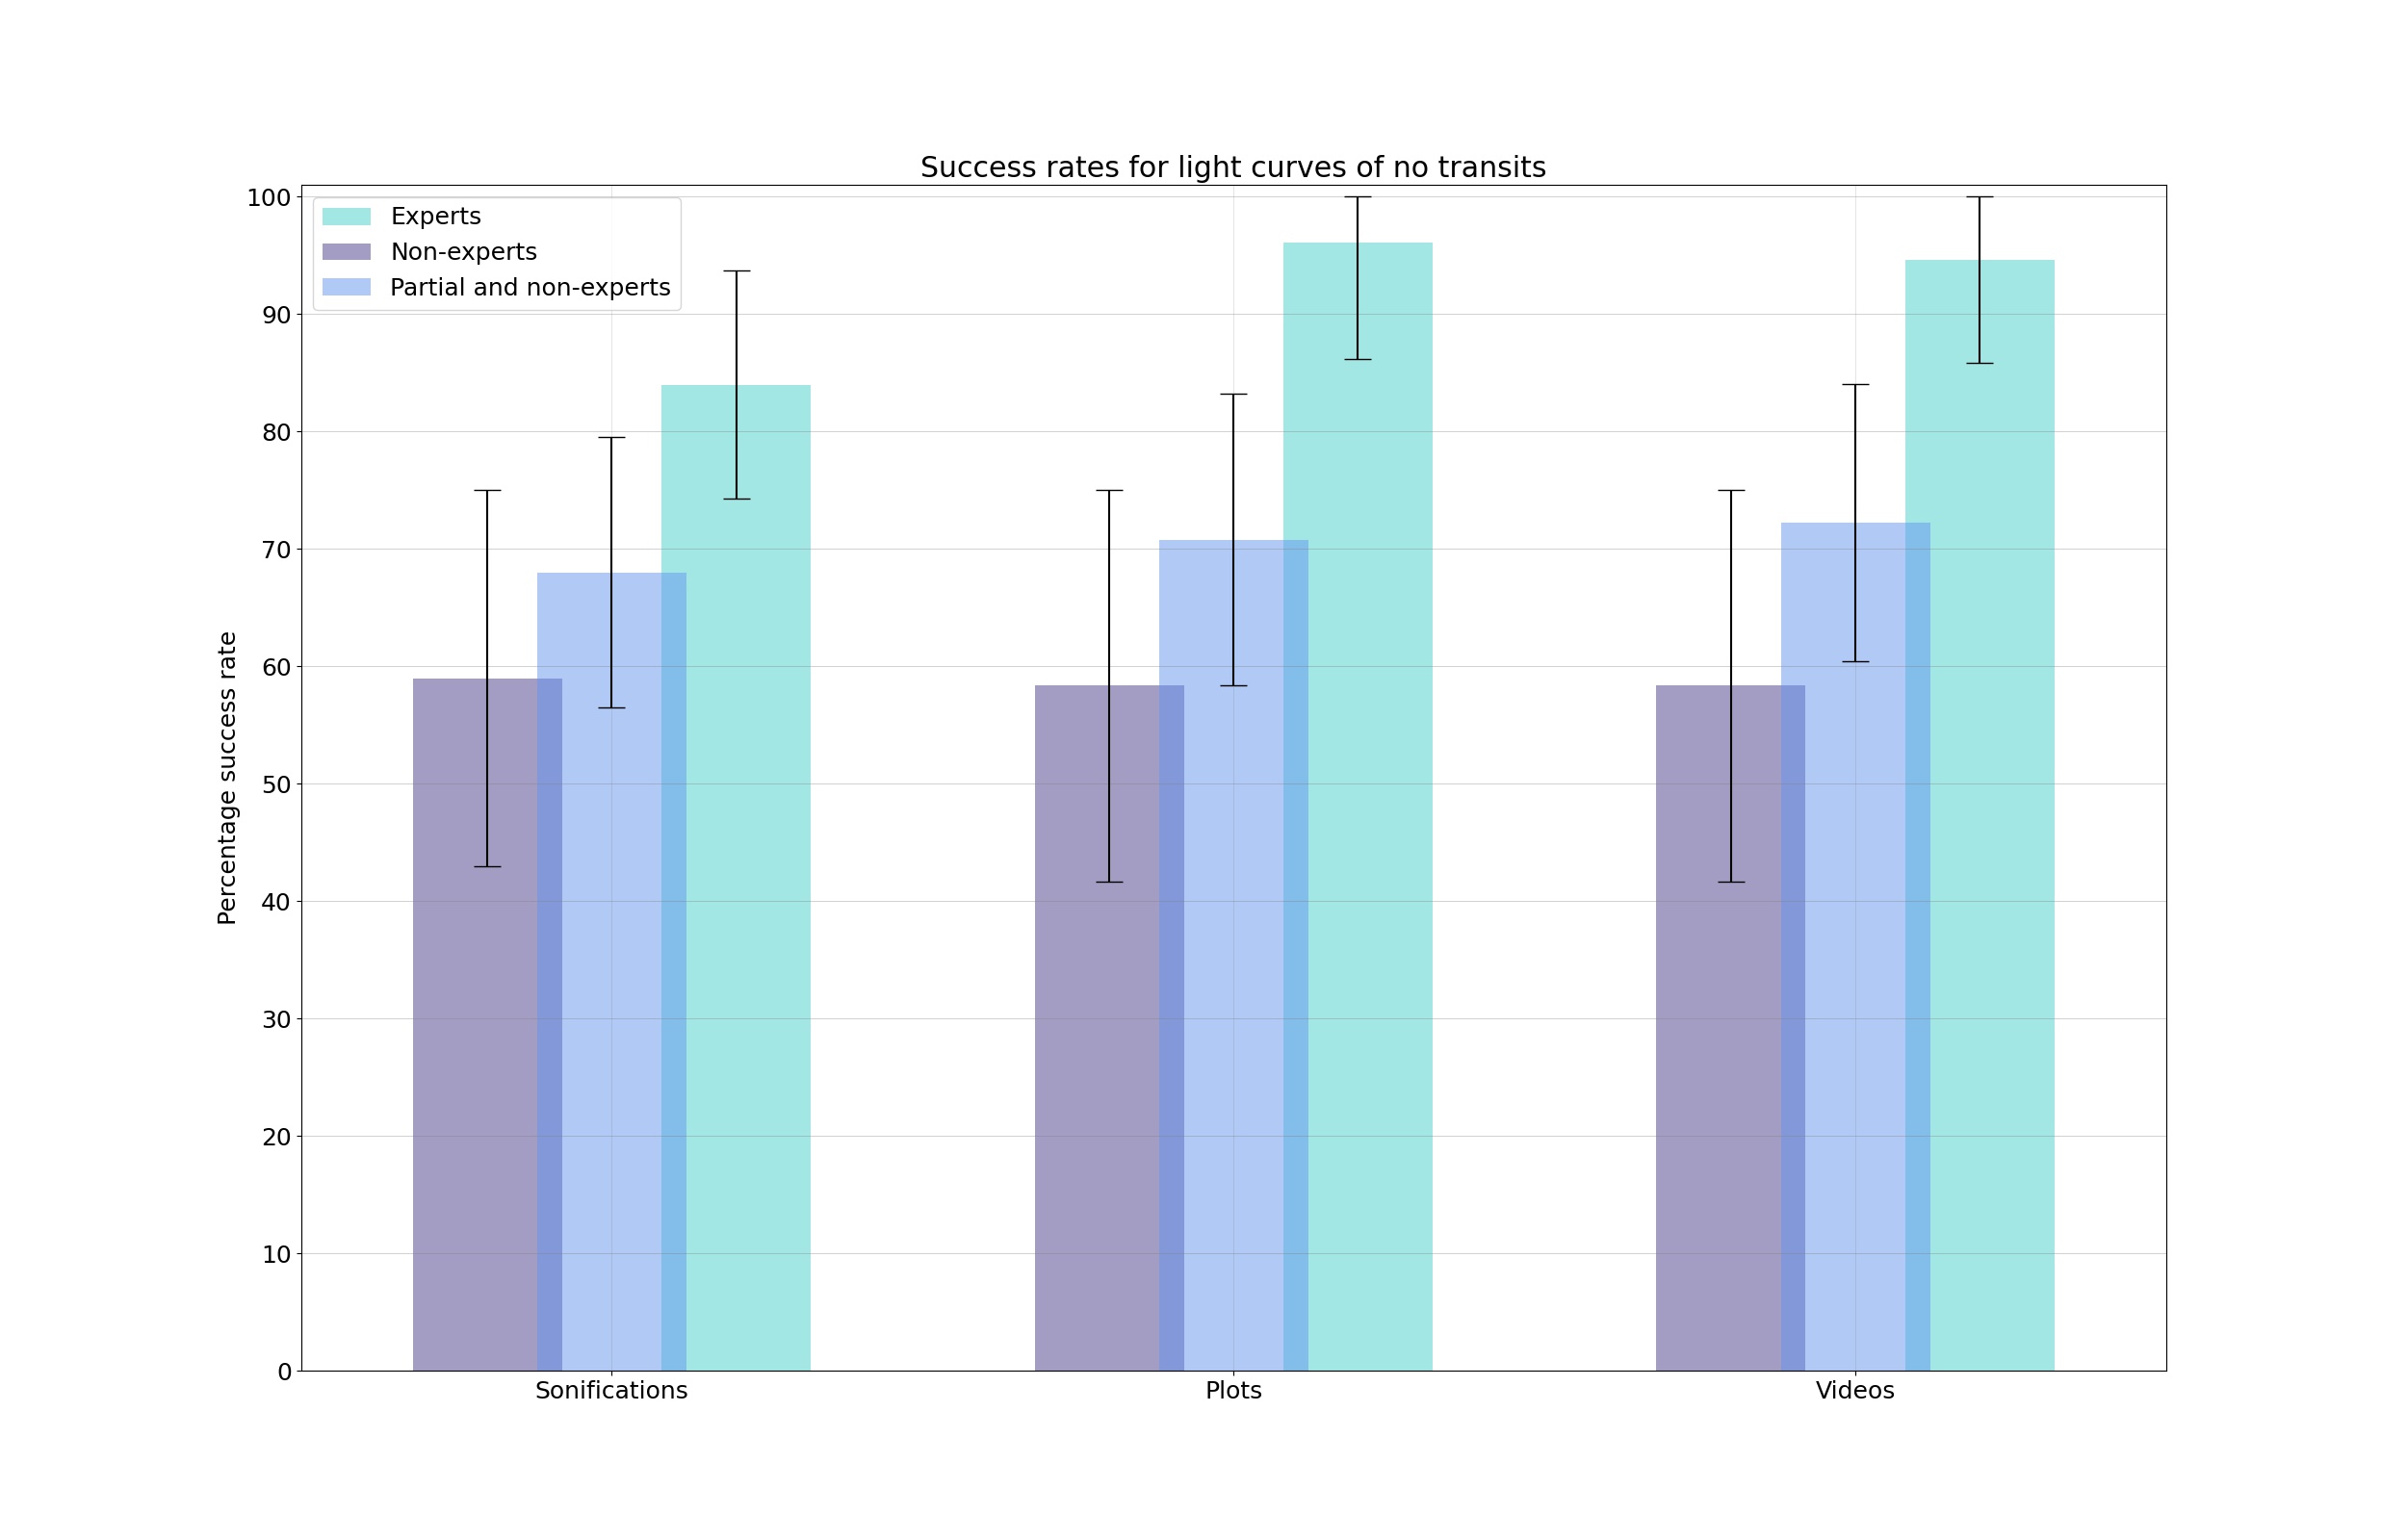 Success rates for light curves of no transits
Experts
Non-experts
Partial and non-experts
Percentage success rate
100
90
80
70
60
50
40
30
20
10
0
Sonifications
Plots
Videos